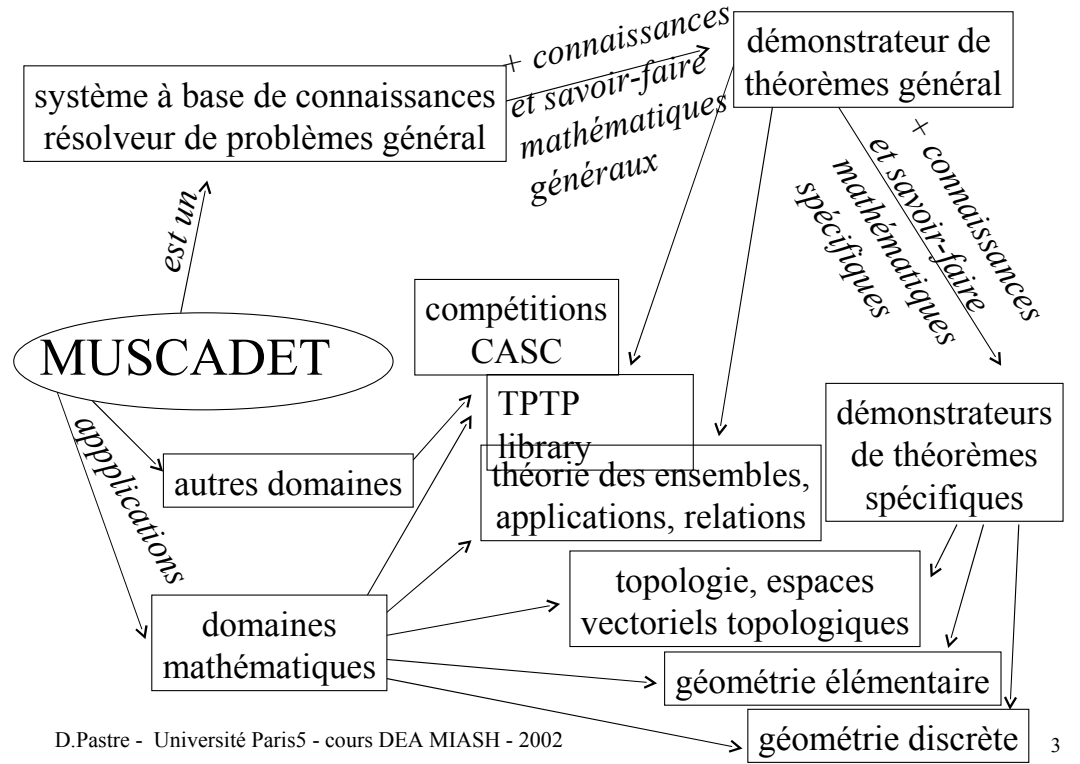 système à base de connaissances
résolveur de problèmes général
+ connaissances
et savoir-faire
mathématiques
généraux
démonstrateur de
théorèmes général
+ connaissances
et savoir-faire
mathématiques
spécifiques
est un
MUSCADET
appplications
compétitions
CASC
TPTP
library
autres domaines
théorie des ensembles,
applications, relations
démonstrateurs
de théorèmes
spécifiques
domaines
mathématiques
topologie, espaces
vectoriels topologiques
géométrie élémentaire
géométrie discrète
D.Pastre - Université Paris5 - cours DEA MIASH - 2002
3